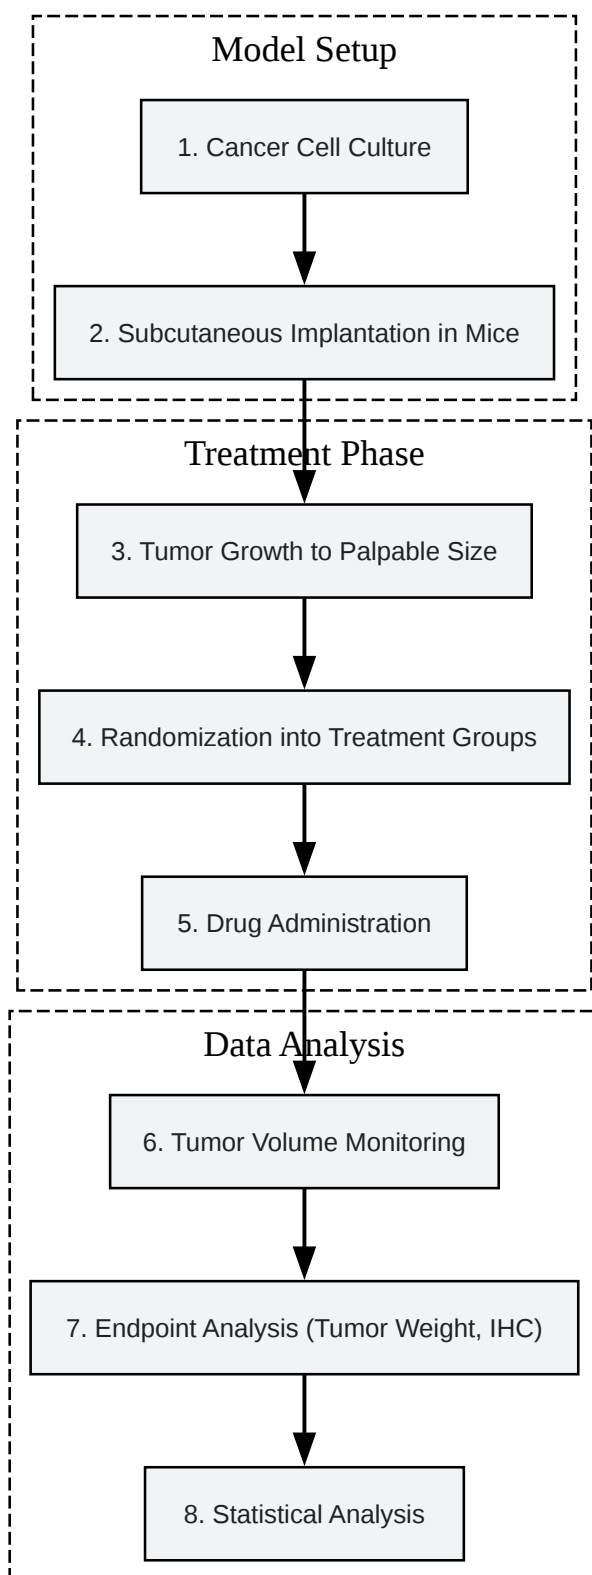 Model Setup
1. Cancer Cell Culture
2. Subcutaneous Implantation in Mice
Treatment Phase
3. Tumor Growth to Palpable Size
4. Randomization into Treatment Groups
5. Drug Administration
Data Analysis
6. Tumor Volume Monitoring
7. Endpoint Analysis (Tumor Weight, IHC)
8. Statistical Analysis